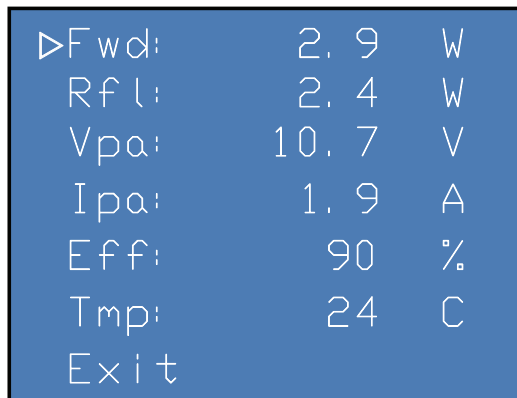 ▷Fwd: 2.9 W
Rfl: 2.4 W
Vpa: 10.7 V
Ipa: 1.9 A
Eff: 90 %
Tmp: 24 C
Exit